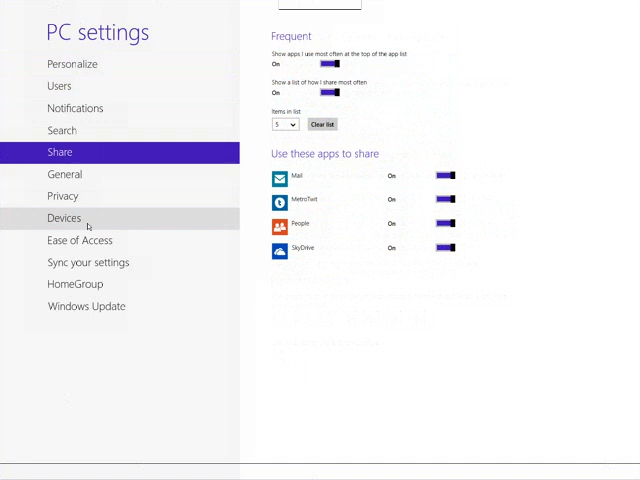 PC settings
Personalize
Users
Notifications
Search
Share
General
Privacy
Devices
Ease of Access
Sync your settings
HomeGroup
Windows Update
Frequent
Show apps I use most often at the top of the app list
On
Show a list of how I share most often
On
Items in list
5 Clear list
Use these apps to share
Mail On
MetroTwit On
People On
SkyDrive On